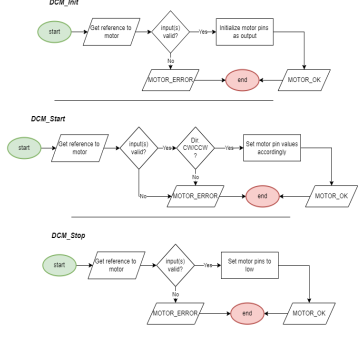 DCM_Init
start
Get reference to
motor
input(s)
valid?
Yes
Initialize motor pins
as output
No
MOTOR_ERROR
end
MOTOR_OK
DCM_Start
start
Get reference to
motor
input(s)
valid?
Yes
Dir.
CW/CCW
?
Yes
Set motor pin values
accordingly
No
No
MOTOR_ERROR
end
MOTOR_OK
DCM_Stop
start
Get reference to
motor
input(s)
valid?
Yes
Set motor pins to
low
No
MOTOR_ERROR
end
MOTOR_OK